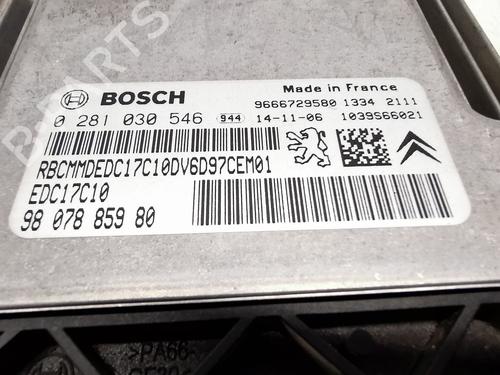 BOSCH
Made in France
9666729580 1334 2111
0 281 030 546 944 14-11-06 1039S66021
RBCMMDEDC17C10DV6D97CEM01
EDC17C10
98 078 859 80
>PA66-